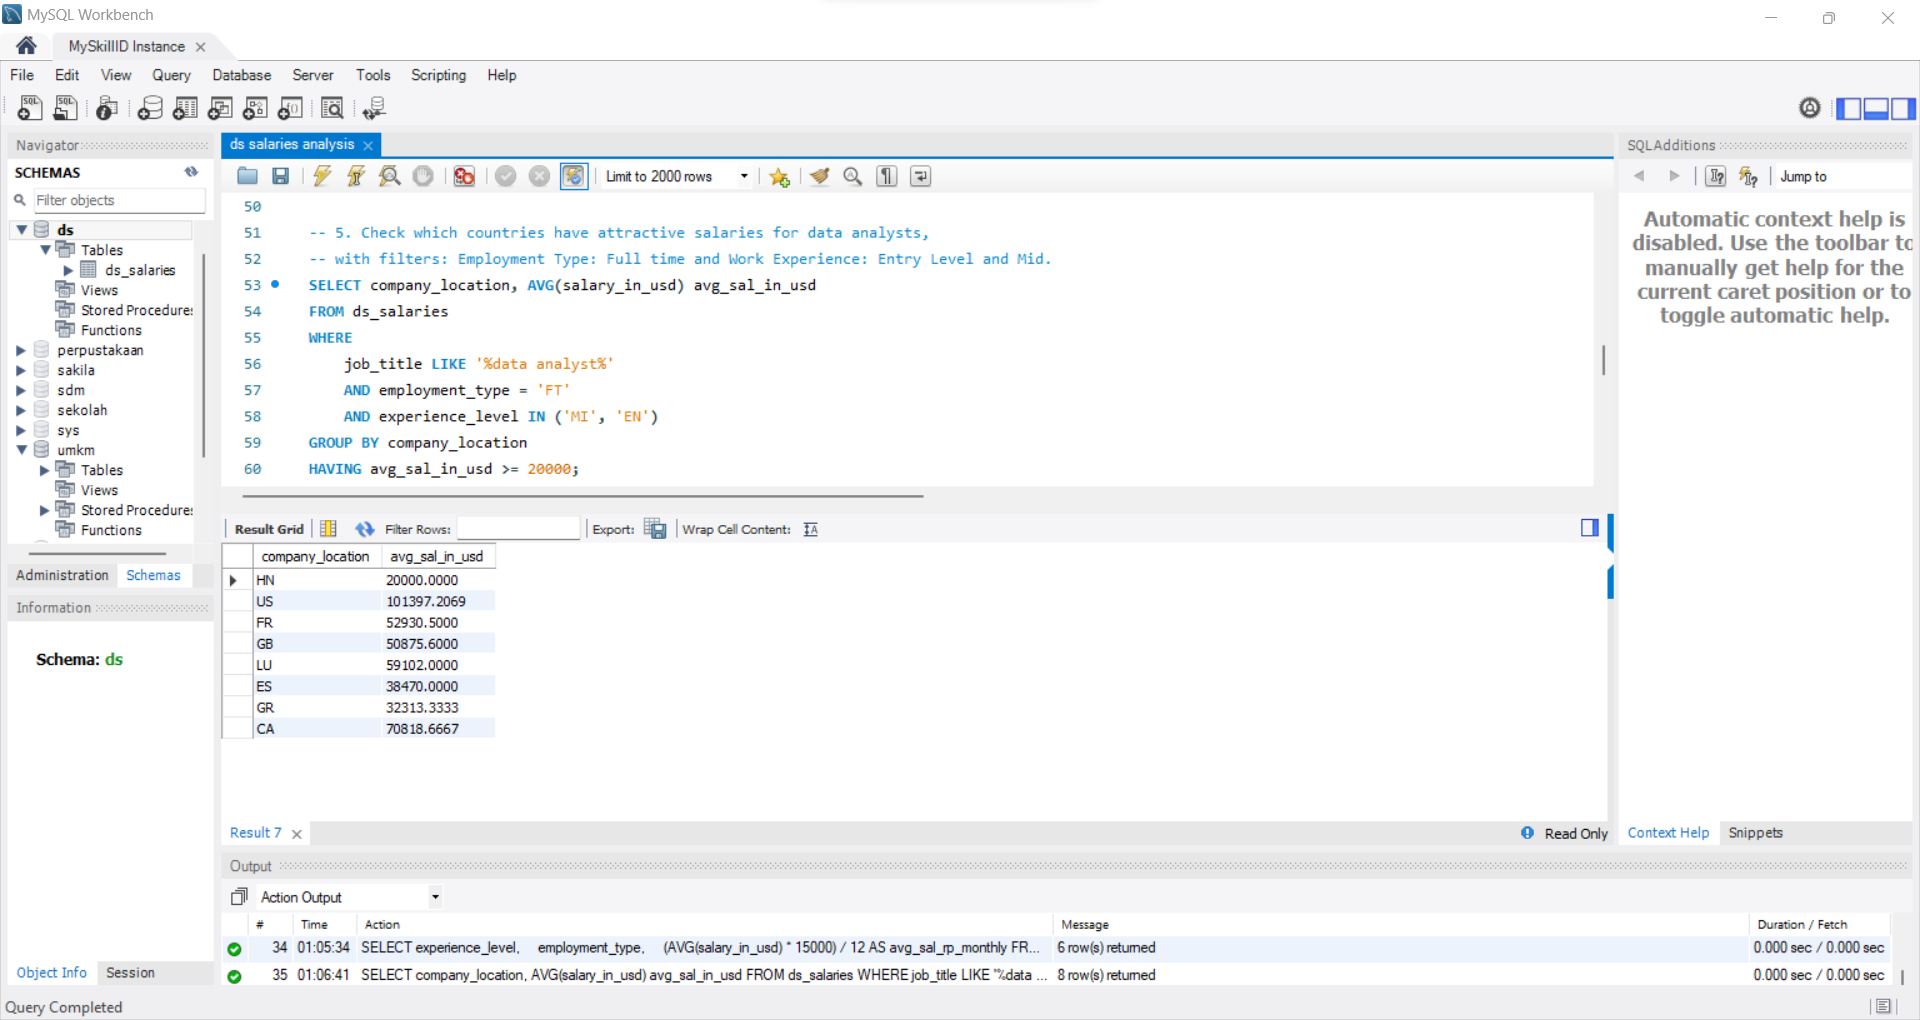 MySQL Workbench
MySkillID Instance
File Edit View Query Database Server Tools Scripting Help
Navigator
SCHEMAS
Filter objects
ds
Tables
ds_salaries
Views
Stored Procedures
Functions
perpustakaan
sakila
sdm
sekolah
sys
umkm
Tables
Views
Stored Procedures
Functions
Administration Schemas
Information
Schema: ds
Object Info Session
ds salaries analysis
Limit to 2000 rows
50
51 -- 5. Check which countries have attractive salaries for data analysts,
52 -- with filters: Employment Type: Full time and Work Experience: Entry Level and Mid.
53 SELECT company_location, AVG(salary_in_usd) avg_sal_in_usd
54 FROM ds_salaries
55 WHERE
56 job_title LIKE '%data analyst%'
57 AND employment_type = 'FT'
58 AND experience_level IN ('MI', 'EN')
59 GROUP BY company_location
60 HAVING avg_sal_in_usd >= 20000;
Result Grid Filter Rows: Export: Wrap Cell Content:
company_location avg_sal_in_usd
HN 20000.0000
US 101397.2069
FR 52930.5000
GB 50875.6000
LU 59102.0000
ES 38470.0000
GR 32313.3333
CA 70818.6667
Result 7 Read Only
SQLAdditions
Jump to
Automatic context help is
disabled. Use the toolbar to
manually get help for the
current caret position or to
toggle automatic help.
Context Help Snippets
Output
Action Output
# Time Action Message Duration / Fetch
34 01:05:34 SELECT experience_level, employment_type, (AVG(salary_in_usd) * 15000) / 12 AS avg_sal_rp_monthly FR... 6 row(s) returned 0.000 sec / 0.000 sec
35 01:06:41 SELECT company_location, AVG(salary_in_usd) avg_sal_in_usd FROM ds_salaries WHERE job_title LIKE '%data ... 8 row(s) returned 0.000 sec / 0.000 sec
Query Completed